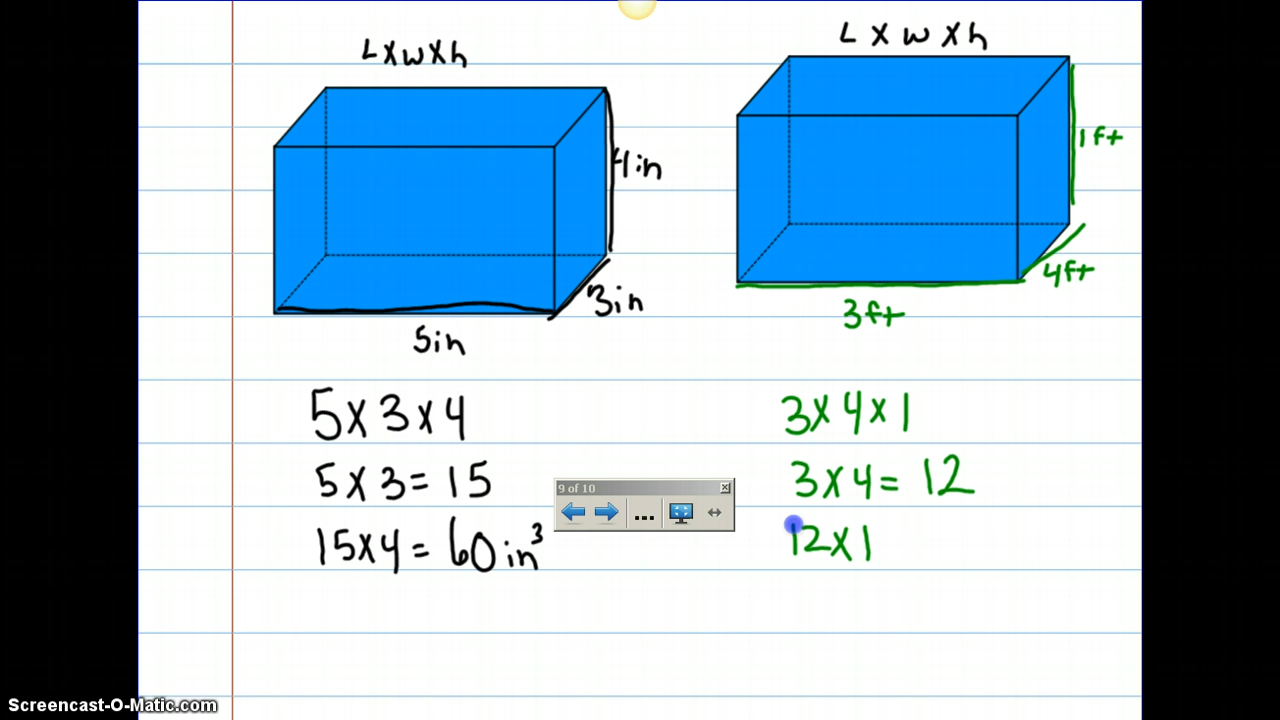 L x w x h
4in
3in
5in
5 x 3 x 4
5 x 3 = 15
15 x 4 = 60 in³
L x w x h
1ft
4ft
3ft
3 x 4 x 1
3 x 4 = 12
12 x 1
9 of 10
...
Screencast-O-Matic.com